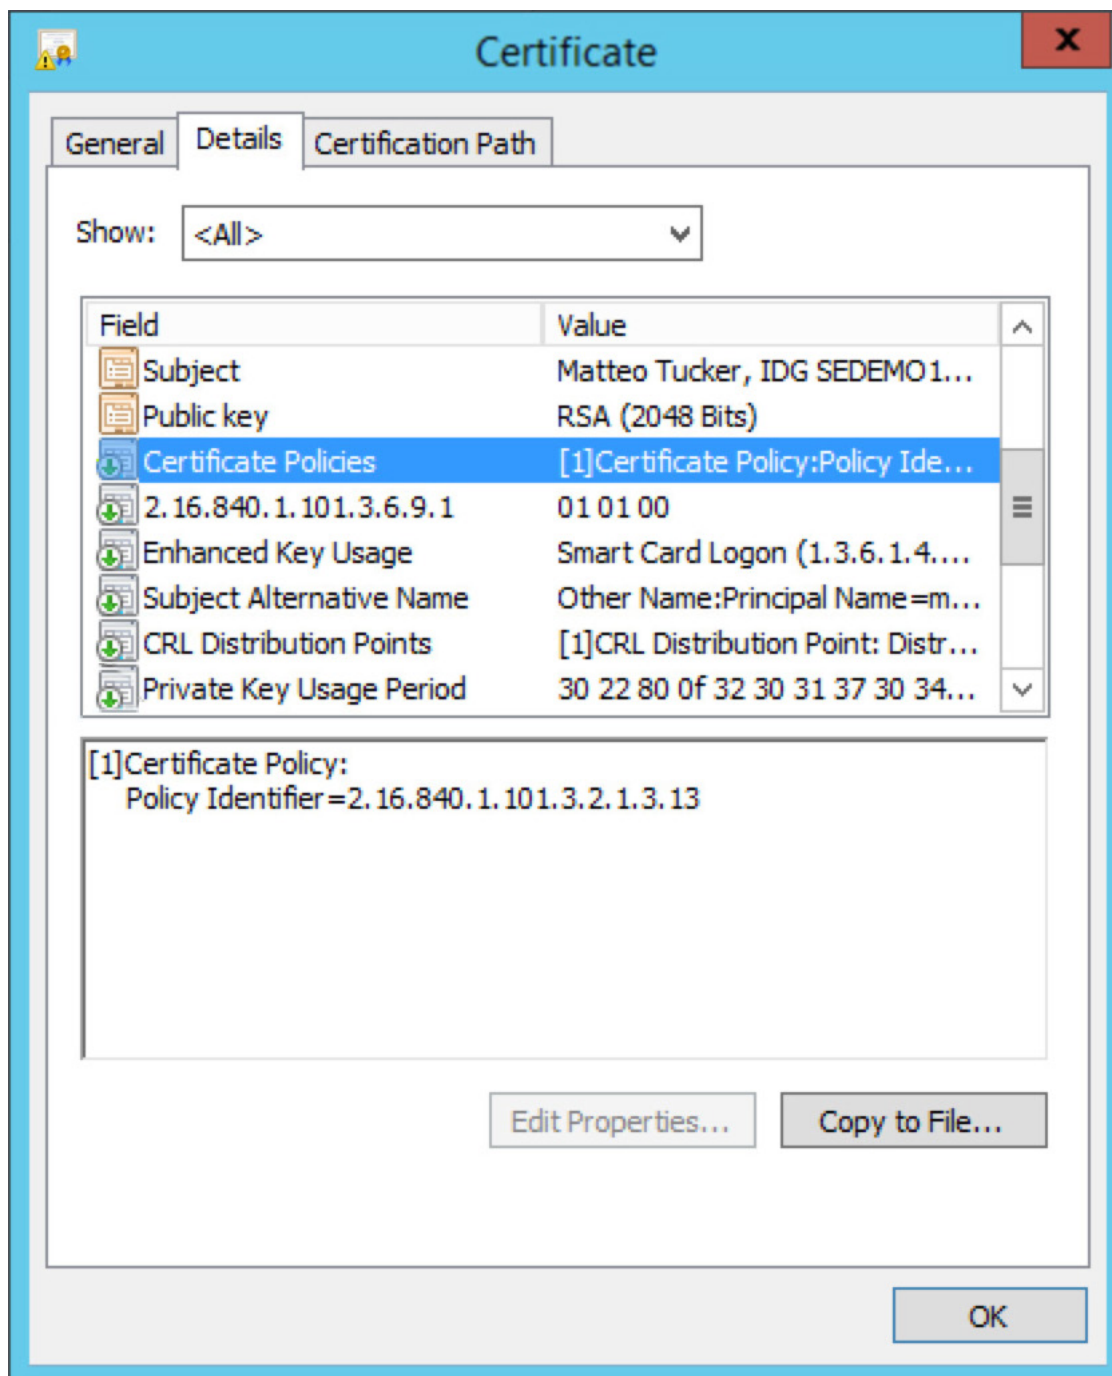 Certificate
General Details Certification Path
Show: <All>
Field Value
Subject Matteo Tucker, IDG SEDEMO1...
Public key RSA (2048 Bits)
Certificate Policies [1]Certificate Policy:Policy Ide...
2.16.840.1.101.3.6.9.1 01 01 00
Enhanced Key Usage Smart Card Logon (1.3.6.1.4....
Subject Alternative Name Other Name:Principal Name=m...
CRL Distribution Points [1]CRL Distribution Point: Distr...
Private Key Usage Period 30 22 80 0f 32 30 31 37 30 34...
[1]Certificate Policy:
Policy Identifier=2.16.840.1.101.3.2.1.3.13
Edit Properties... Copy to File...
OK